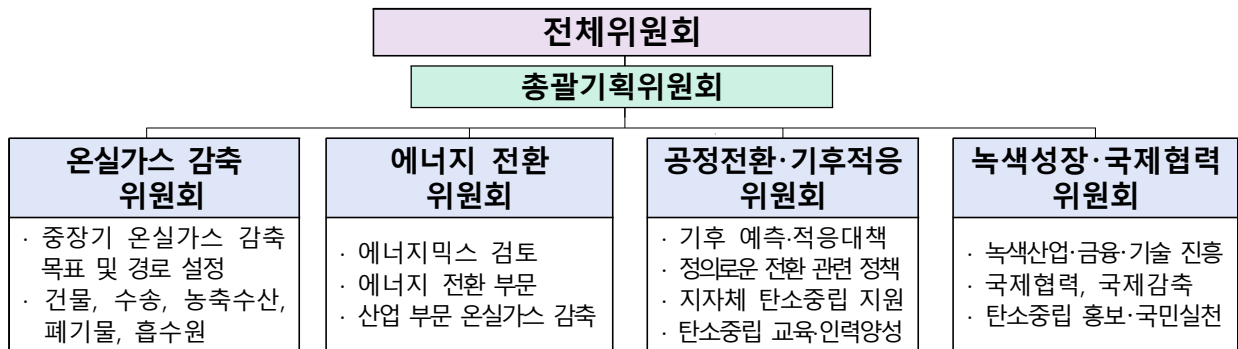 전체위원회
총괄기획위원회
온실가스 감축
위원회
· 중장기 온실가스 감축
목표 및 경로 설정
· 건물, 수송, 농축수산,
폐기물, 흡수원
에너지 전환
위원회
· 에너지믹스 검토
· 에너지 전환 부문
· 산업 부문 온실가스 감축
공정전환·기후적응
위원회
· 기후 예측·적응대책
· 정의로운 전환 관련 정책
· 지자체 탄소중립 지원
· 탄소중립 교육·인력양성
녹색성장·국제협력
위원회
· 녹색산업·금융·기술 진흥
· 국제협력, 국제감축
· 탄소중립 홍보·국민실천